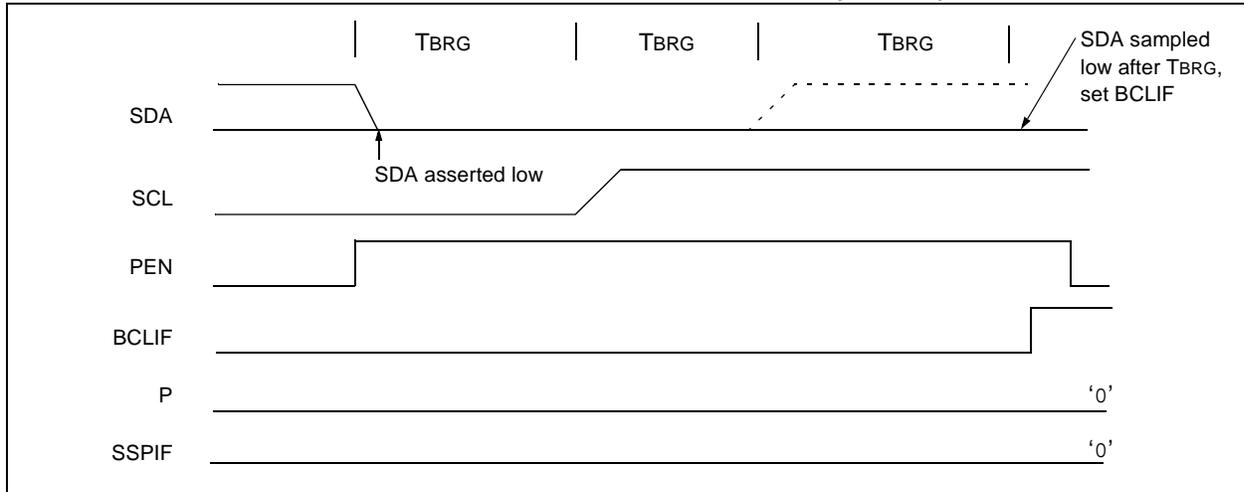 TBRG TBRG TBRG
SDA sampled
low after TBRG,
set BCLIF
SDA
SDA asserted low
SCL
PEN
BCLIF
P
‘0’
SSPIF
‘0’